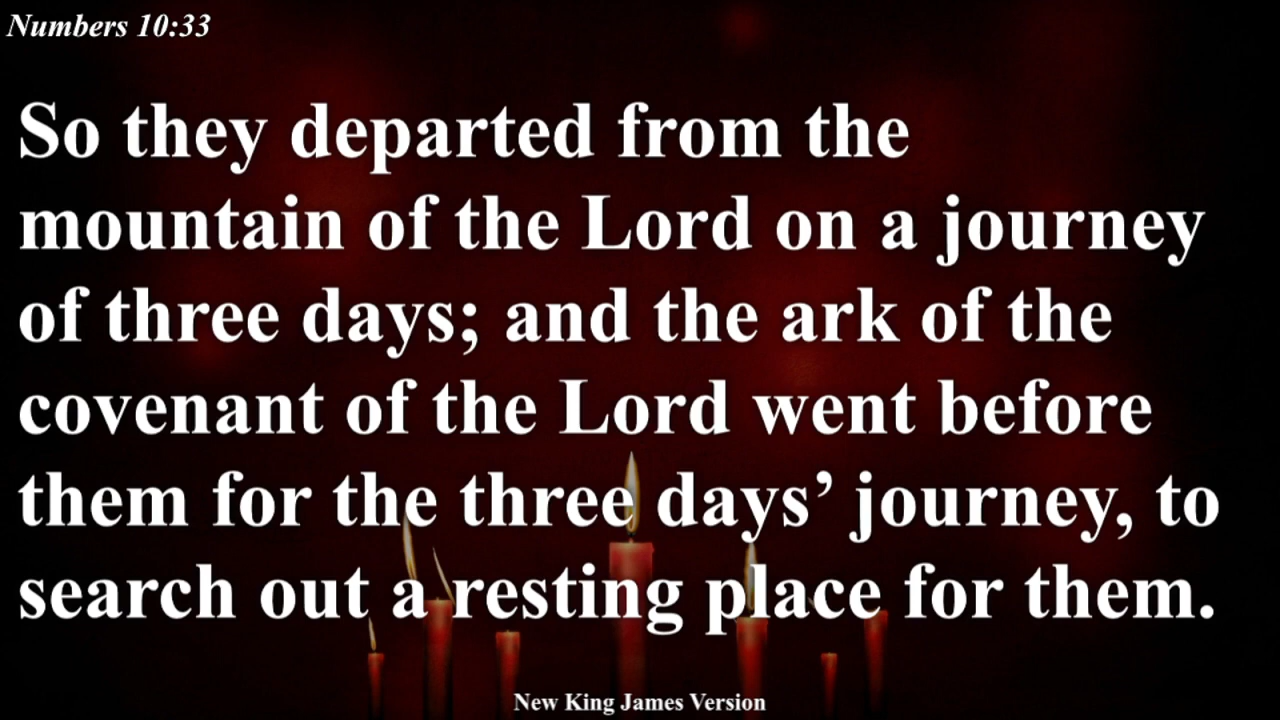 Numbers 10:33
So they departed from the
mountain of the Lord on a journey
of three days; and the ark of the
covenant of the Lord went before
them for the three days’ journey, to
search out a resting place for them.
New King James Version